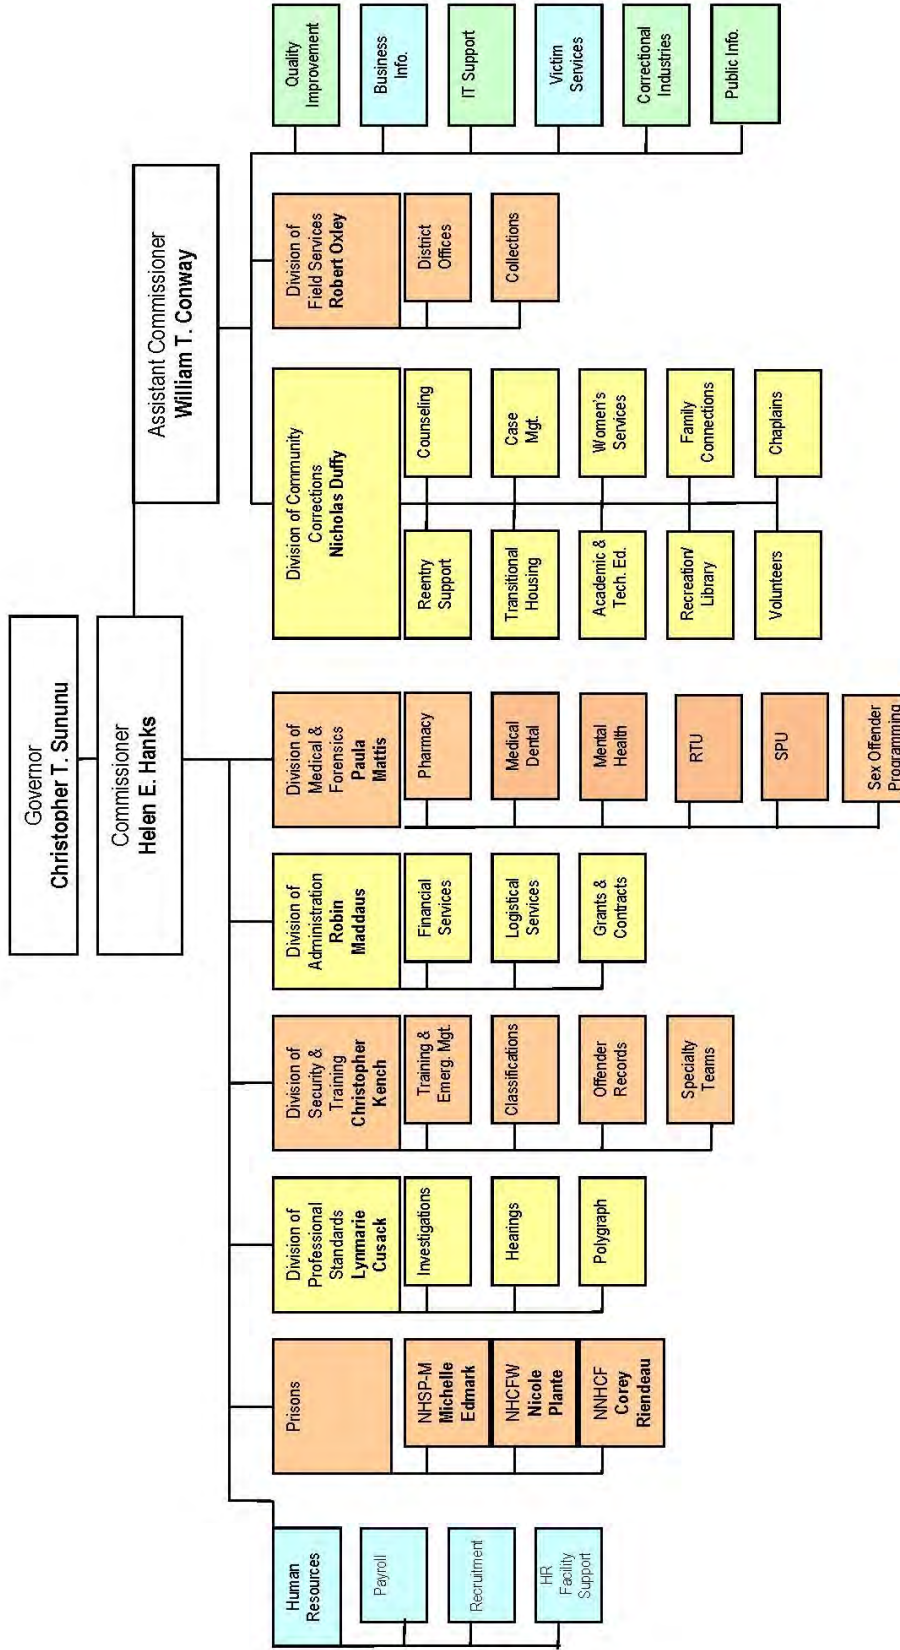 Governor
Christopher T. Sununu
Commissioner
Helen E. Hanks
Assistant Commissioner
William T. Conway
Human
Resources
Payroll
Recruitment
HR
Facility
Support
Prisons
NHSP-M
Michelle
Edmark
NHCFW
Nicole
Plante
NNHCF
Corey
Riendeau
Division of
Professional
Standards
Lynmarie
Cusack
Investigations
Hearings
Polygraph
Division of
Security &
Training
Christopher
Kench
Training &
Emerg. Mgt.
Classifications
Offender
Records
Specialty
Teams
Division of
Administration
Robin
Maddaus
Financial
Services
Logistical
Services
Grants &
Contracts
Division of
Medical &
Forensics
Paula
Mattis
Pharmacy
Medical
Dental
Mental
Health
RTU
SPU
Sex Offender
Programming
Division of Community
Corrections
Nicholas Duffy
Reentry
Support
Counseling
Transitional
Housing
Case
Mgt.
Academic &
Tech. Ed.
Women's
Services
Recreation/
Library
Family
Connections
Volunteers
Chaplains
Division of
Field Services
Robert Oxley
District
Offices
Collections
Quality
Improvement
Business
Info.
IT Support
Victim
Services
Correctional
Industries
Public Info.